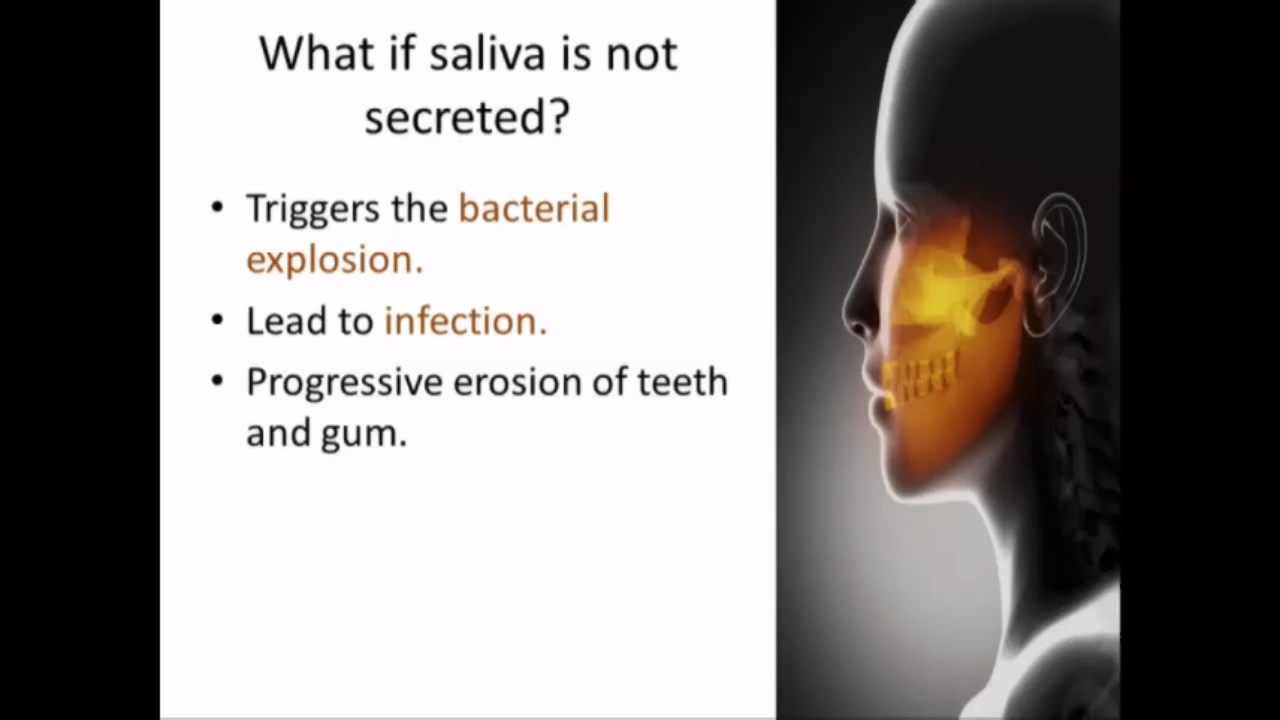 What if saliva is not
secreted?
• Triggers the bacterial
explosion.
• Lead to infection.
• Progressive erosion of teeth
and gum.